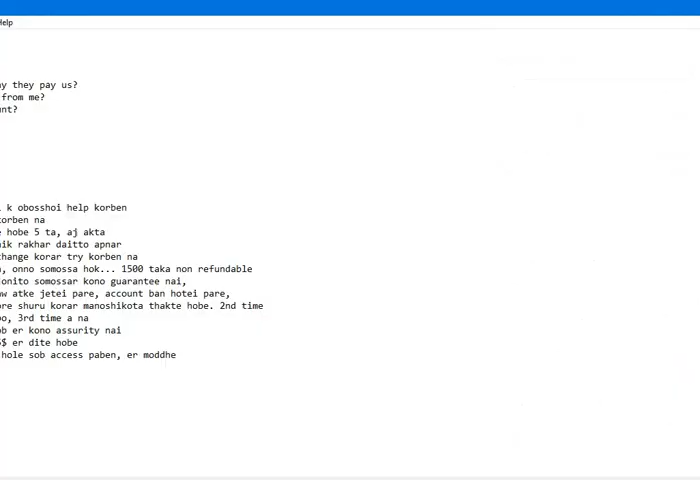 Help
y they pay us?
from me?
nt?
k obosshoi help korben
korben na
hobe 5 ta, aj akta
ik rakhar daitto apnar
change korar try korben na
, onno somossa hok... 1500 taka non refundable
onito somossar kono guarantee nai,
w atke jetei pare, account ban hotei pare,
re shuru korar manoshikota thakte hobe. 2nd time
o, 3rd time a na
b er kono assurity nai
$ er dite hobe
hole sob access paben, er moddhe